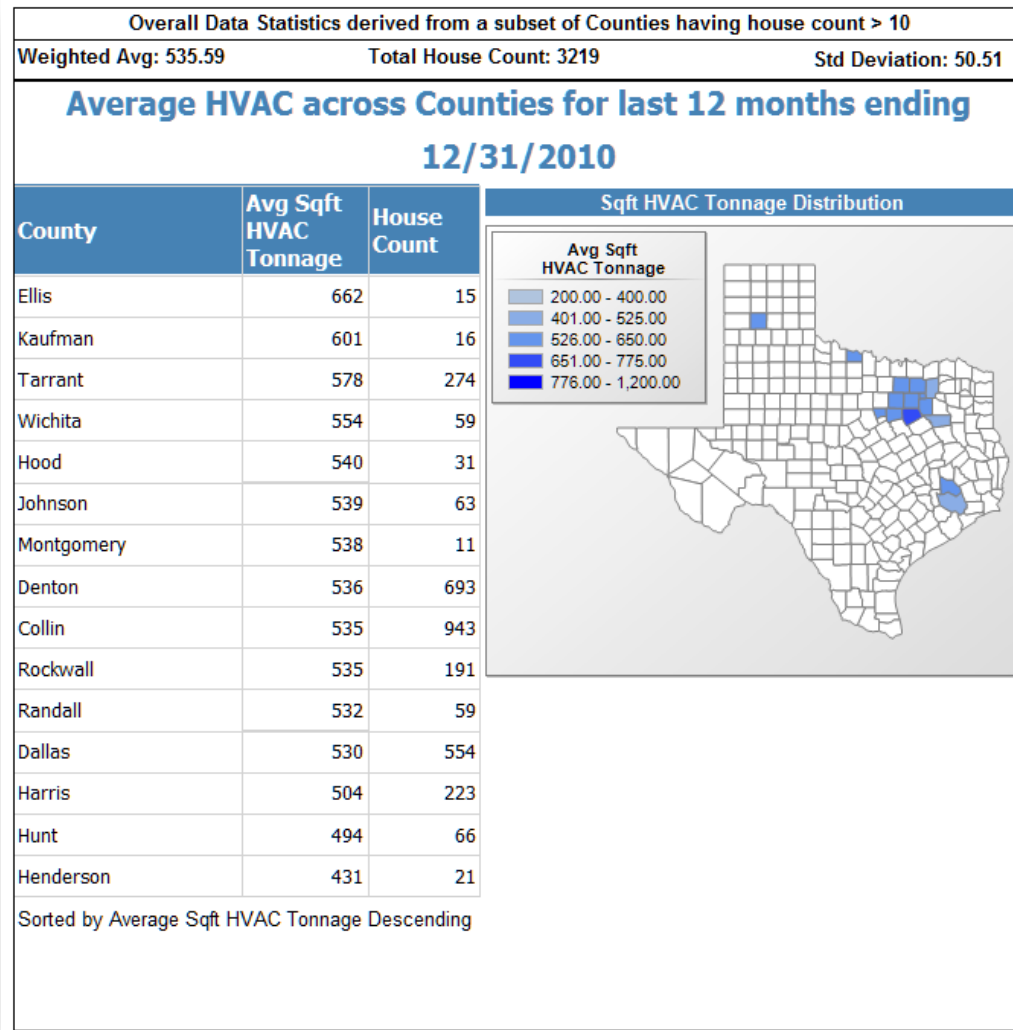 Overall Data Statistics derived from a subset of Counties having house count > 10
Weighted Avg: 535.59 Total House Count: 3219 Std Deviation: 50.51
Average HVAC across Counties for last 12 months ending
12/31/2010
County Avg Sqft HVAC Tonnage House Count
Ellis 662 15
Kaufman 601 16
Tarrant 578 274
Wichita 554 59
Hood 540 31
Johnson 539 63
Montgomery 538 11
Denton 536 693
Collin 535 943
Rockwall 535 191
Randall 532 59
Dallas 530 554
Harris 504 223
Hunt 494 66
Henderson 431 21
Sorted by Average Sqft HVAC Tonnage Descending
Sqft HVAC Tonnage Distribution
Avg Sqft
HVAC Tonnage
200.00 - 400.00
401.00 - 525.00
526.00 - 650.00
651.00 - 775.00
776.00 - 1,200.00